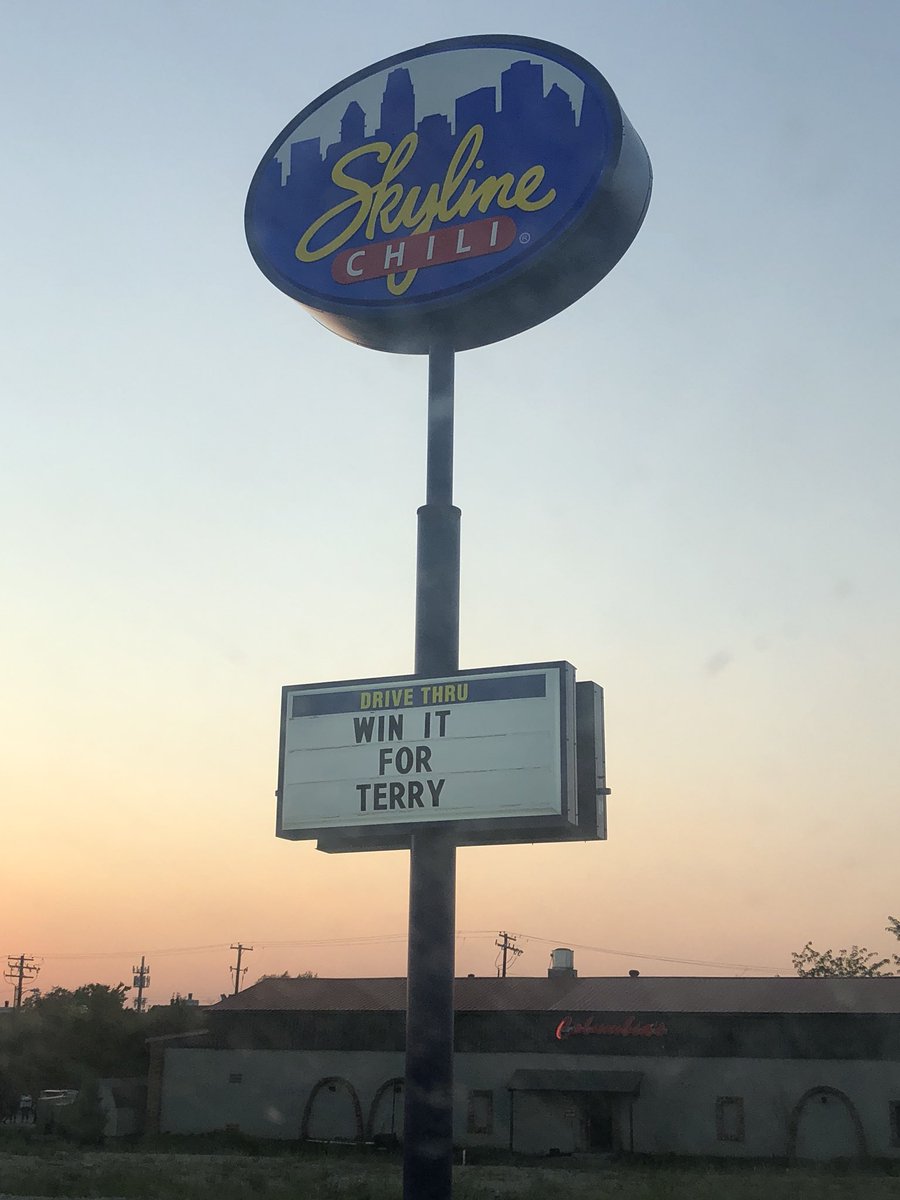 Skyline
CHILI®
DRIVE THRU
WIN IT
FOR
TERRY